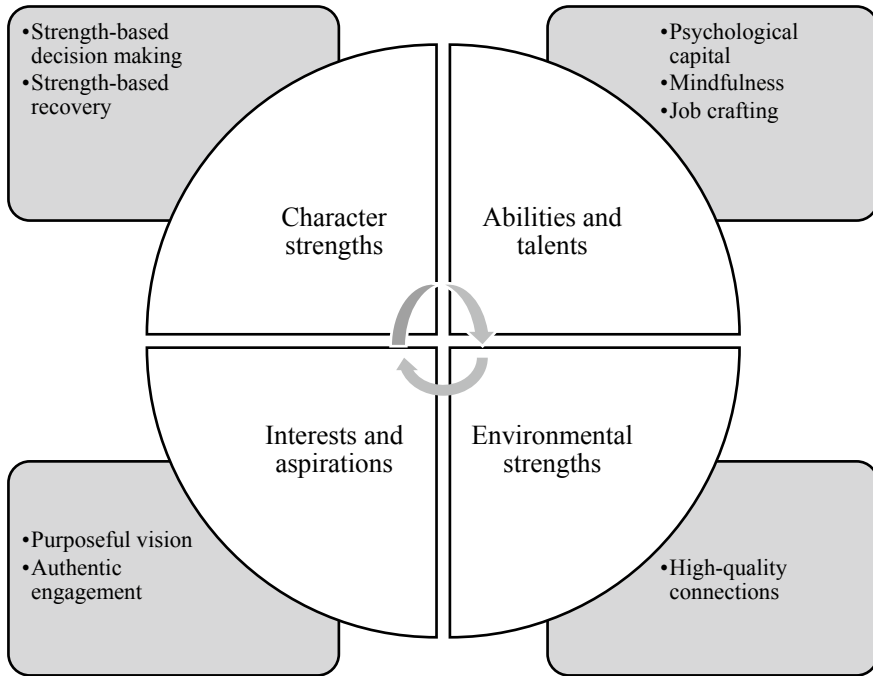 •Strength-based
decision making
•Strength-based
recovery
•Psychological
capital
•Mindfulness
•Job crafting
Character
strengths
Abilities and
talents
Interests and
aspirations
Environmental
strengths
•Purposeful vision
•Authentic
engagement
•High-quality
connections